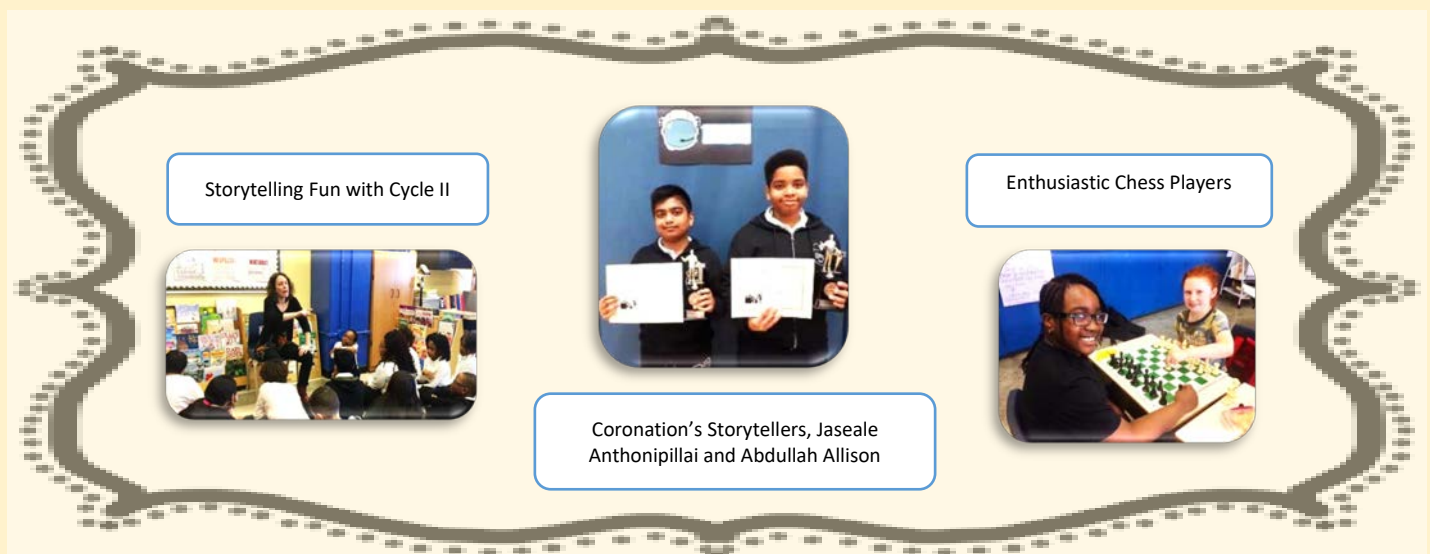 Storytelling Fun with Cycle II
Enthusiastic Chess Players
Coronation’s Storytellers, Jaseale
Anthonipillai and Abdullah Allison